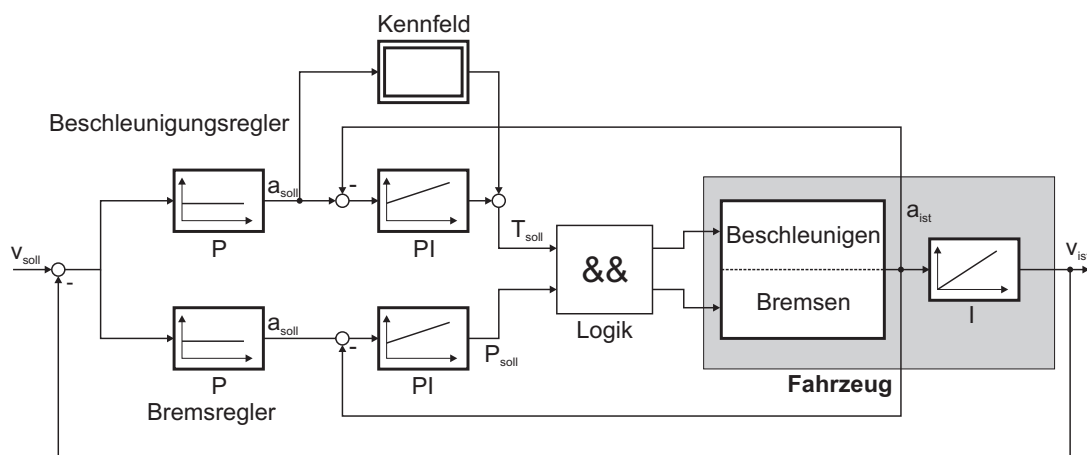 Kennfeld
Beschleunigungsregler
a_soll
P
-
PI
T_soll
a_ist
Beschleunigen
v_soll
-
&&
v_ist
Bremsen
I
Logik
a_soll
-
P_soll
P
PI
Fahrzeug
Bremsregler